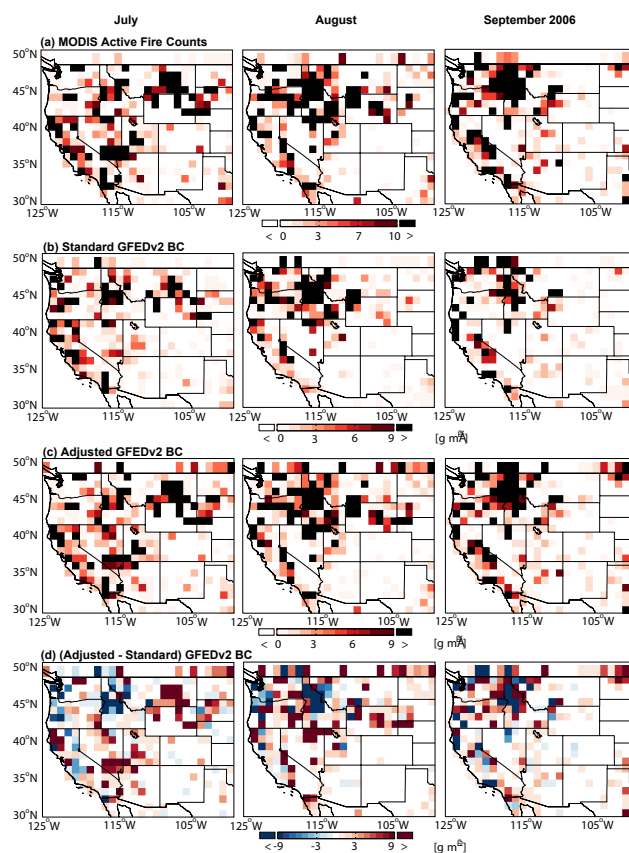 July August September 2006
(a) MODIS Active Fire Counts
50°N
45°N
40°N
35°N
30°N
125°W 115°W 105°W 125°W 115°W 105°W 125°W 115°W 105°W
< 0 3 7 10 >
(b) Standard GFEDv2 BC
50°N
45°N
40°N
35°N
30°N
125°W 115°W 105°W 125°W 115°W 105°W 125°W 115°W 105°W
< 0 3 6 9 > [g m
(c) Adjusted GFEDv2 BC
50°N
45°N
40°N
35°N
30°N
125°W 115°W 105°W 125°W 115°W 105°W 125°W 115°W 105°W
< 0 3 6 9 > [g m
(d) (Adjusted - Standard) GFEDv2 BC
50°N
45°N
40°N
35°N
30°N
125°W 115°W 105°W 125°W 115°W 105°W 125°W 115°W 105°W
<-9 -3 3 9 > [g m ]